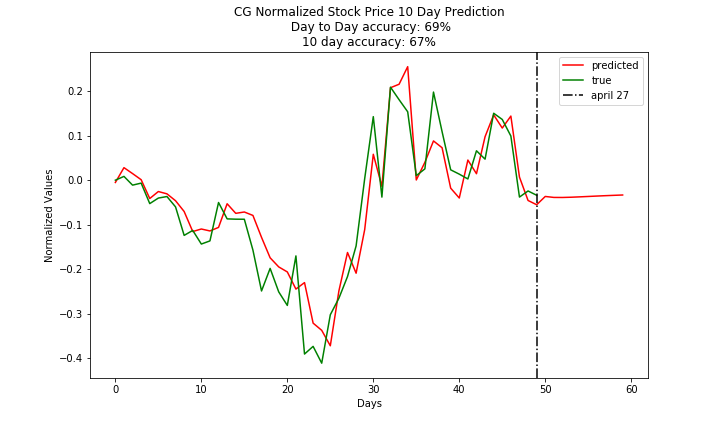 CG Normalized Stock Price 10 Day Prediction
Day to Day accuracy: 69%
10 day accuracy: 67%
predicted
true
april 27
Normalized Values
0.2
0.1
0.0
−0.1
−0.2
−0.3
−0.4
0 10 20 30 40 50 60
Days